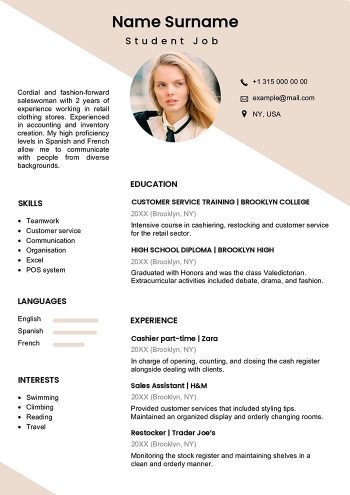 Name Surname
Student Job
+1 315 000 00 00
example@mail.com
NY, USA
Cordial and fashion-forward
saleswoman with 2 years of
experience working in retail
clothing stores. Experienced
in accounting and inventory
creation. My high proficiency
levels in Spanish and French
allow me to communicate
with people from diverse
backgrounds.
SKILLS
• Teamwork
• Customer service
• Communication
• Organisation
• Excel
• POS system
LANGUAGES
English
Spanish
French
INTERESTS
• Swimming
• Climbing
• Reading
• Travel
EDUCATION
CUSTOMER SERVICE TRAINING | BROOKLYN COLLEGE
20XX (Brooklyn, NY)
Intensive course in cashiering, restocking and customer service
for the retail sector.
HIGH SCHOOL DIPLOMA | BROOKLYN HIGH
20XX (Brooklyn, NY)
Graduated with Honors and was the class Valedictorian.
Extracurricular activities included debate, drama, and fashion.
EXPERIENCE
Cashier part-time | Zara
20XX (Brooklyn, NY)
In charge of opening, counting, and closing the cash register
alongside dealing with clients.
Sales Assistant | H&M
20XX (Brooklyn, NY)
Provided customer services that included styling tips.
Maintained an organized display and orderly changing rooms.
Restocker | Trader Joe's
20XX (Brooklyn, NY)
Monitoring the stock register and maintaining shelves in a
clean and orderly manner.